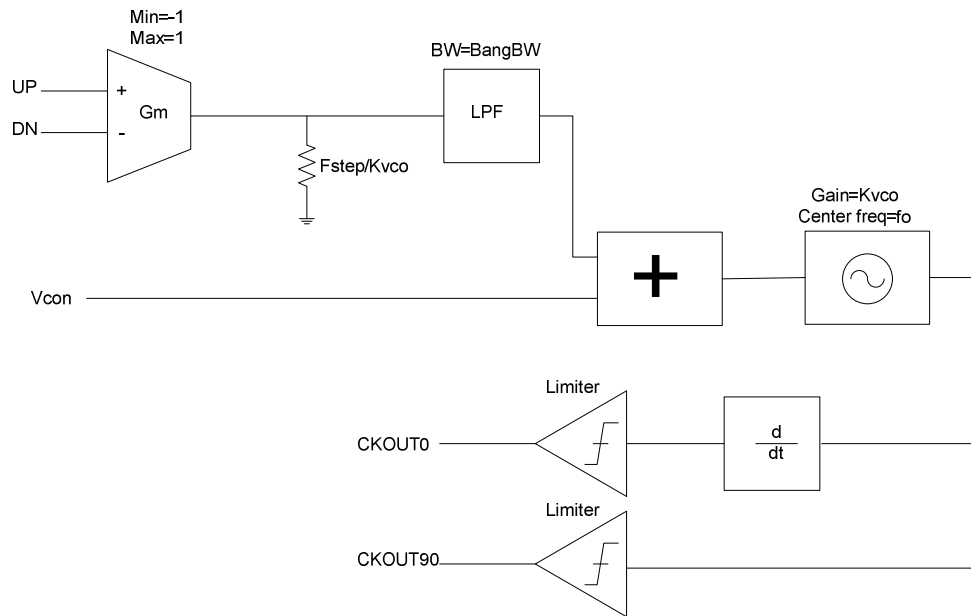 Min=-1
Max=1
UP
+
Gm
DN
-
BW=BangBW
LPF
Fstep/Kvco
Gain=Kvco
Center freq=fo
+
Vcon
Limiter
CKOUT0
d
dt
Limiter
CKOUT90